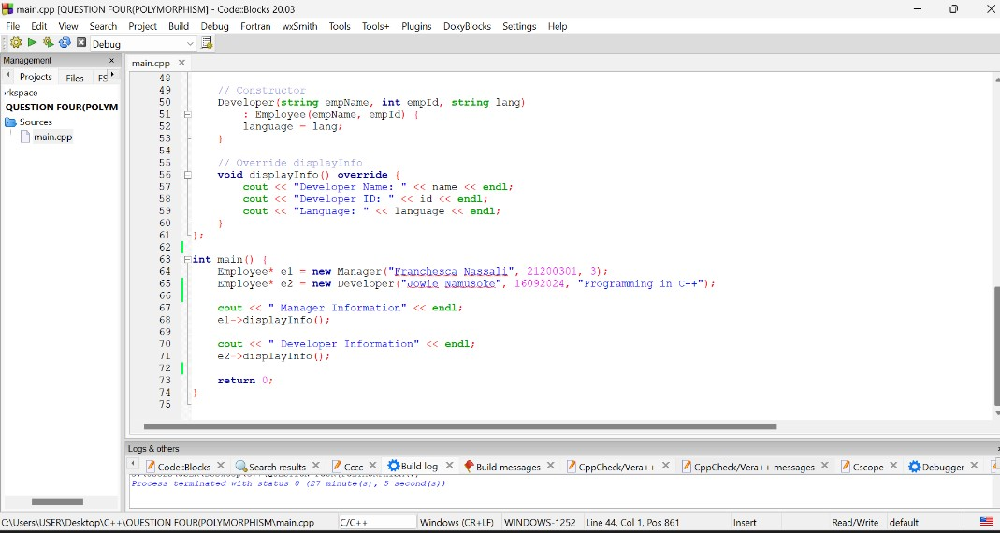 main.cpp [QUESTION FOUR(POLYMORPHISM] - Code::Blocks 20.03
File Edit View Search Project Build Debug Fortran wxSmith Tools Tools+ Plugins DoxyBlocks Settings Help
Debug
Management
Projects Files FS
rkspace
QUESTION FOUR(POLYM
Sources
main.cpp
main.cpp
48
49 // Constructor
50 Developer(string empName, int empId, string lang)
51 : Employee(empName, empId) {
52 language = lang;
53 }
54
55 // Override displayInfo
56 void displayInfo() override {
57 cout << "Developer Name: " << name << endl;
58 cout << "Developer ID: " << id << endl;
59 cout << "Language: " << language << endl;
60 }
61 };
62
63 int main() {
64 Employee* e1 = new Manager("Franchesca Nassali", 21200301, 3);
65 Employee* e2 = new Developer("Jowie Namusoke", 16092024, "Programming in C++");
66
67 cout << " Manager Information" << endl;
68 e1->displayInfo();
69
70 cout << " Developer Information" << endl;
71 e2->displayInfo();
72
73 return 0;
74 }
75
Logs & others
Code::Blocks Search results Cccc Build log Build messages CppCheck/Vera++ CppCheck/Vera++ messages Cscope Debugger
Process terminated with status 0 (27 minute(s), 5 second(s))
C:\Users\USER\Desktop\C++\QUESTION FOUR(POLYMORPHISM\main.cpp C/C++ Windows (CR+LF) WINDOWS-1252 Line 44, Col 1, Pos 861 Insert Read/Write default